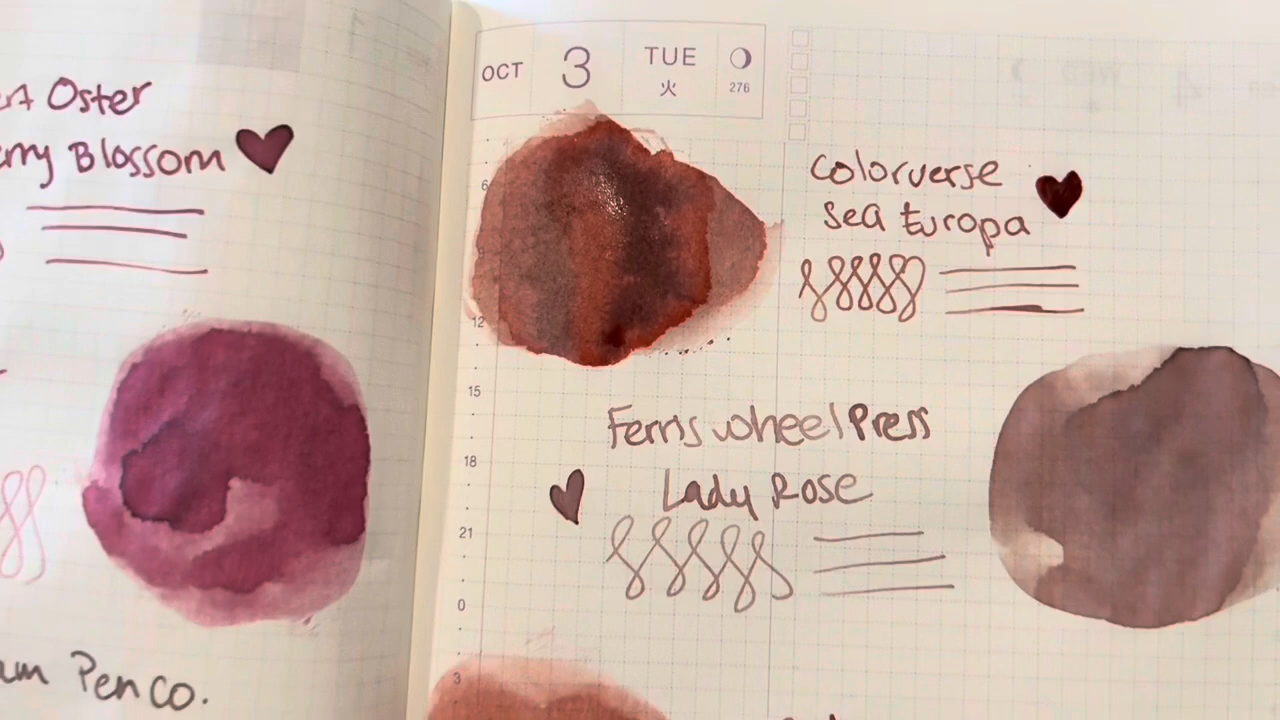 Oster
Blossom
Pen Co.
OCT 3 TUE
火 276
6
12
15
18
21
0
3
Colorverse
Sea Europa
Ferris wheel Press
Lady Rose